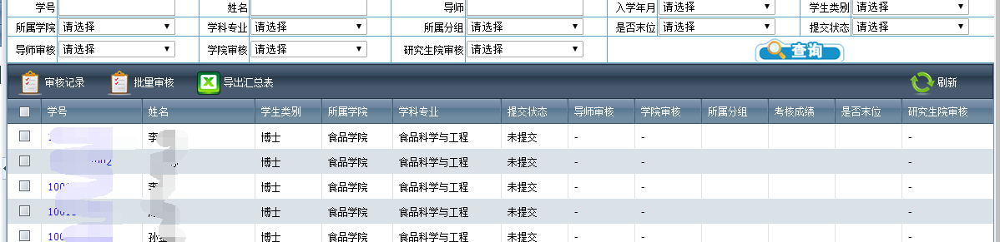 学号 姓名 导师 入学年月 请选择 学生类别 请选择
所属学院 请选择 学科专业 请选择 所属分组 请选择 是否末位 请选择 提交状态 请选择
导师审核 请选择 学院审核 请选择 研究生院审核 请选择 查询
审核记录 批量审核 导出汇总表 刷新
学号 姓名 学生类别 所属学院 学科专业 提交状态 导师审核 学院审核 所属分组 考核成绩 是否末位 研究生院审核
1 李 博士 食品学院 食品科学与工程 未提交 - - -
002 博士 食品学院 食品科学与工程 未提交 - - -
100 李 博士 食品学院 食品科学与工程 未提交 - - -
1001 博士 食品学院 食品科学与工程 未提交 - - -
100 孙 博士 食品学院 食品科学与工程 未提交 - - -